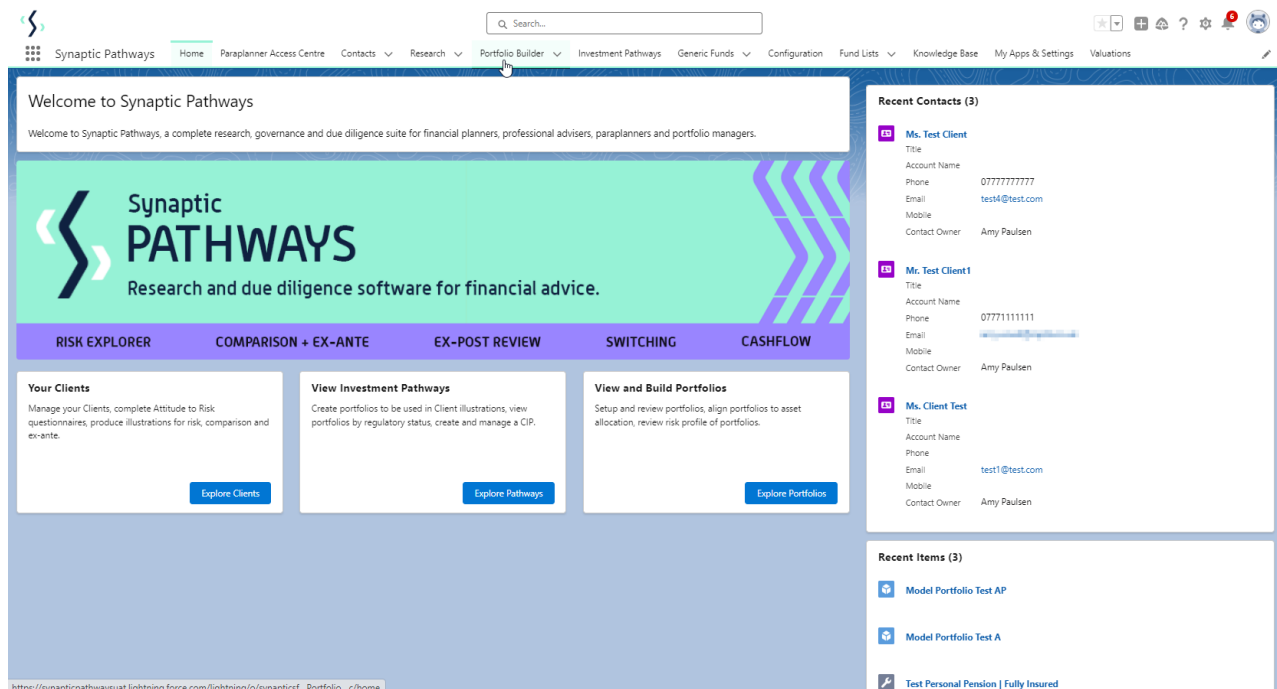 Search...
6
Synaptic Pathways
Home
Paraplanner Access Centre
Contacts
Research
Portfolio Builder
Investment Pathways
Generic Funds
Configuration
Fund Lists
Knowledge Base
My Apps & Settings
Valuations
Welcome to Synaptic Pathways
Welcome to Synaptic Pathways, a complete research, governance and due diligence suite for financial planners, professional advisers, paraplanners and portfolio managers.
Synaptic
PATHWAYS
Research and due diligence software for financial advice.
RISK EXPLORER
COMPARISON + EX-ANTE
EX-POST REVIEW
SWITCHING
CASHFLOW
Your Clients
Manage your Clients, complete Attitude to Risk
questionnaires, produce illustrations for risk, comparison and
ex-ante.
Explore Clients
View Investment Pathways
Create portfolios to be used in Client illustrations, view
portfolios by regulatory status, create and manage a CIP.
Explore Pathways
View and Build Portfolios
Setup and review portfolios, align portfolios to asset
allocation, review risk profile of portfolios.
Explore Portfolios
Recent Contacts (3)
Ms. Test Client
Title
Account Name
Phone 07777777777
Email test4@test.com
Mobile
Contact Owner Amy Paulsen
Mr. Test Client1
Title
Account Name
Phone 07771111111
Email
Mobile
Contact Owner Amy Paulsen
Ms. Client Test
Title
Account Name
Phone
Email test1@test.com
Mobile
Contact Owner Amy Paulsen
Recent Items (3)
Model Portfolio Test AP
Model Portfolio Test A
Test Personal Pension | Fully Insured
https://synapticpathwaysuat.lightning.force.com/lightning/o/synapticsf__Portfolio__c/home